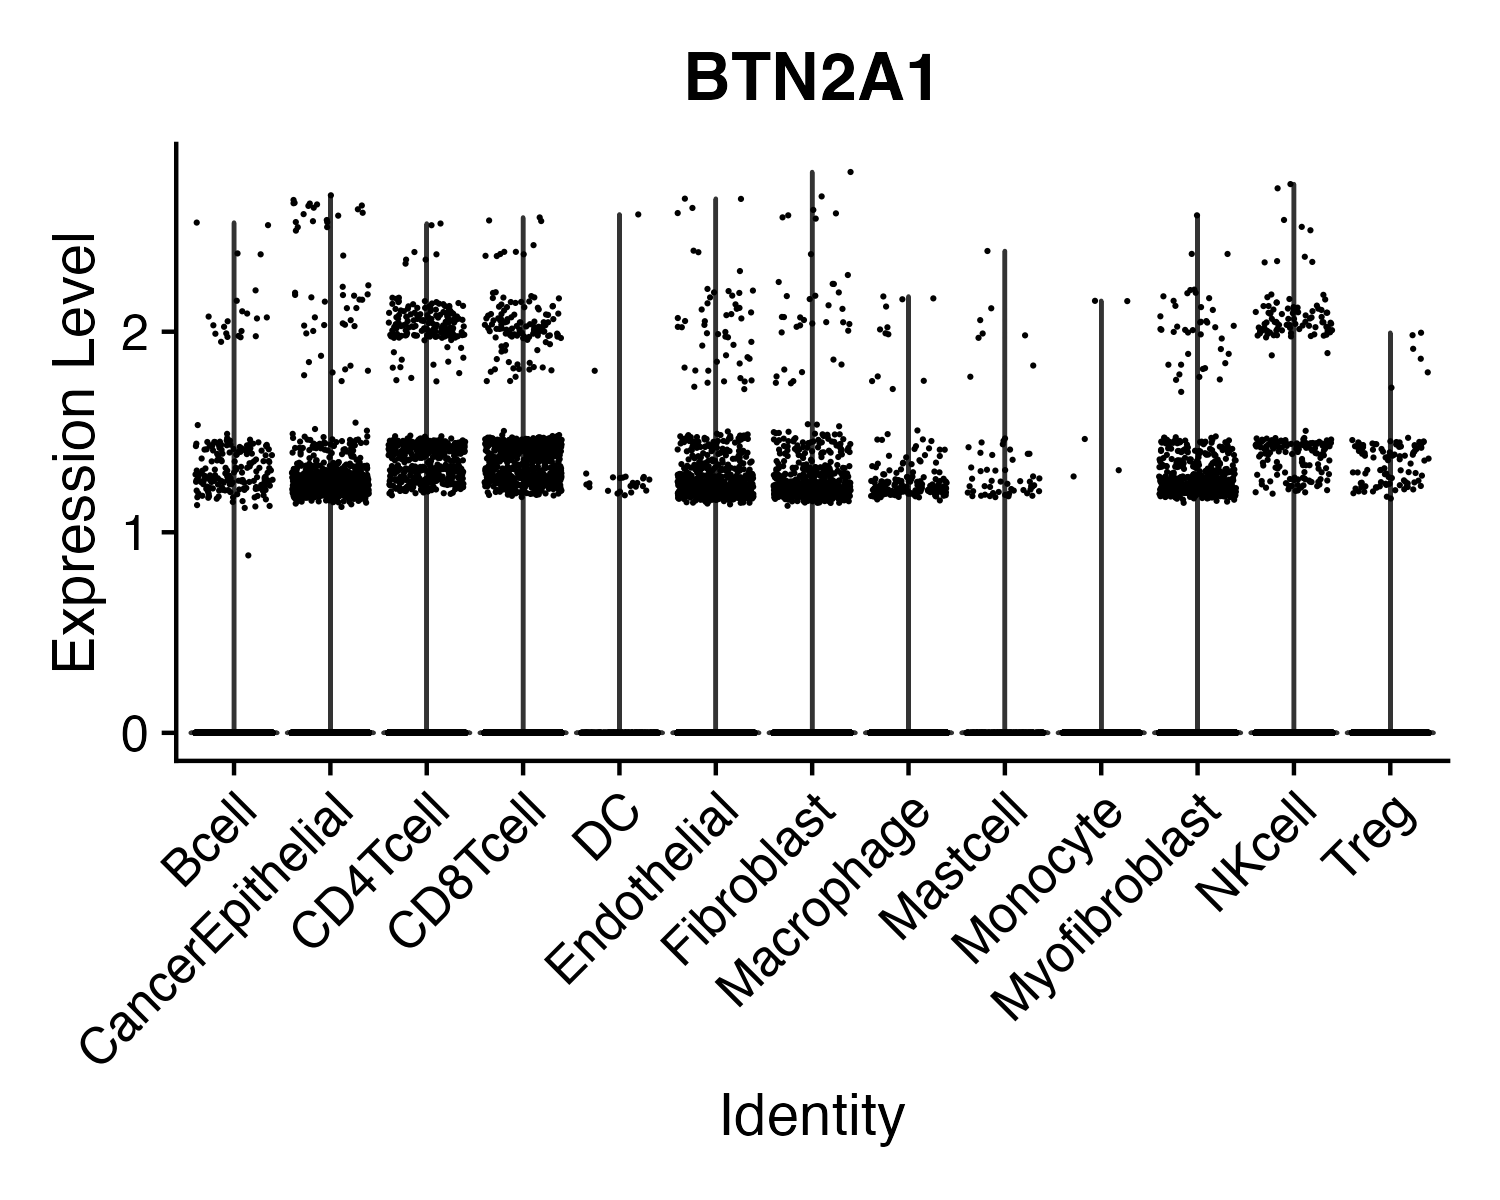 BTN2A1
Expression Level
2
1
0
Bcell
CancerEpithelial
CD4Tcell
CD8Tcell
DC
Endothelial
Fibroblast
Macrophage
Mastcell
Monocyte
Myofibroblast
NKcell
Treg
Identity